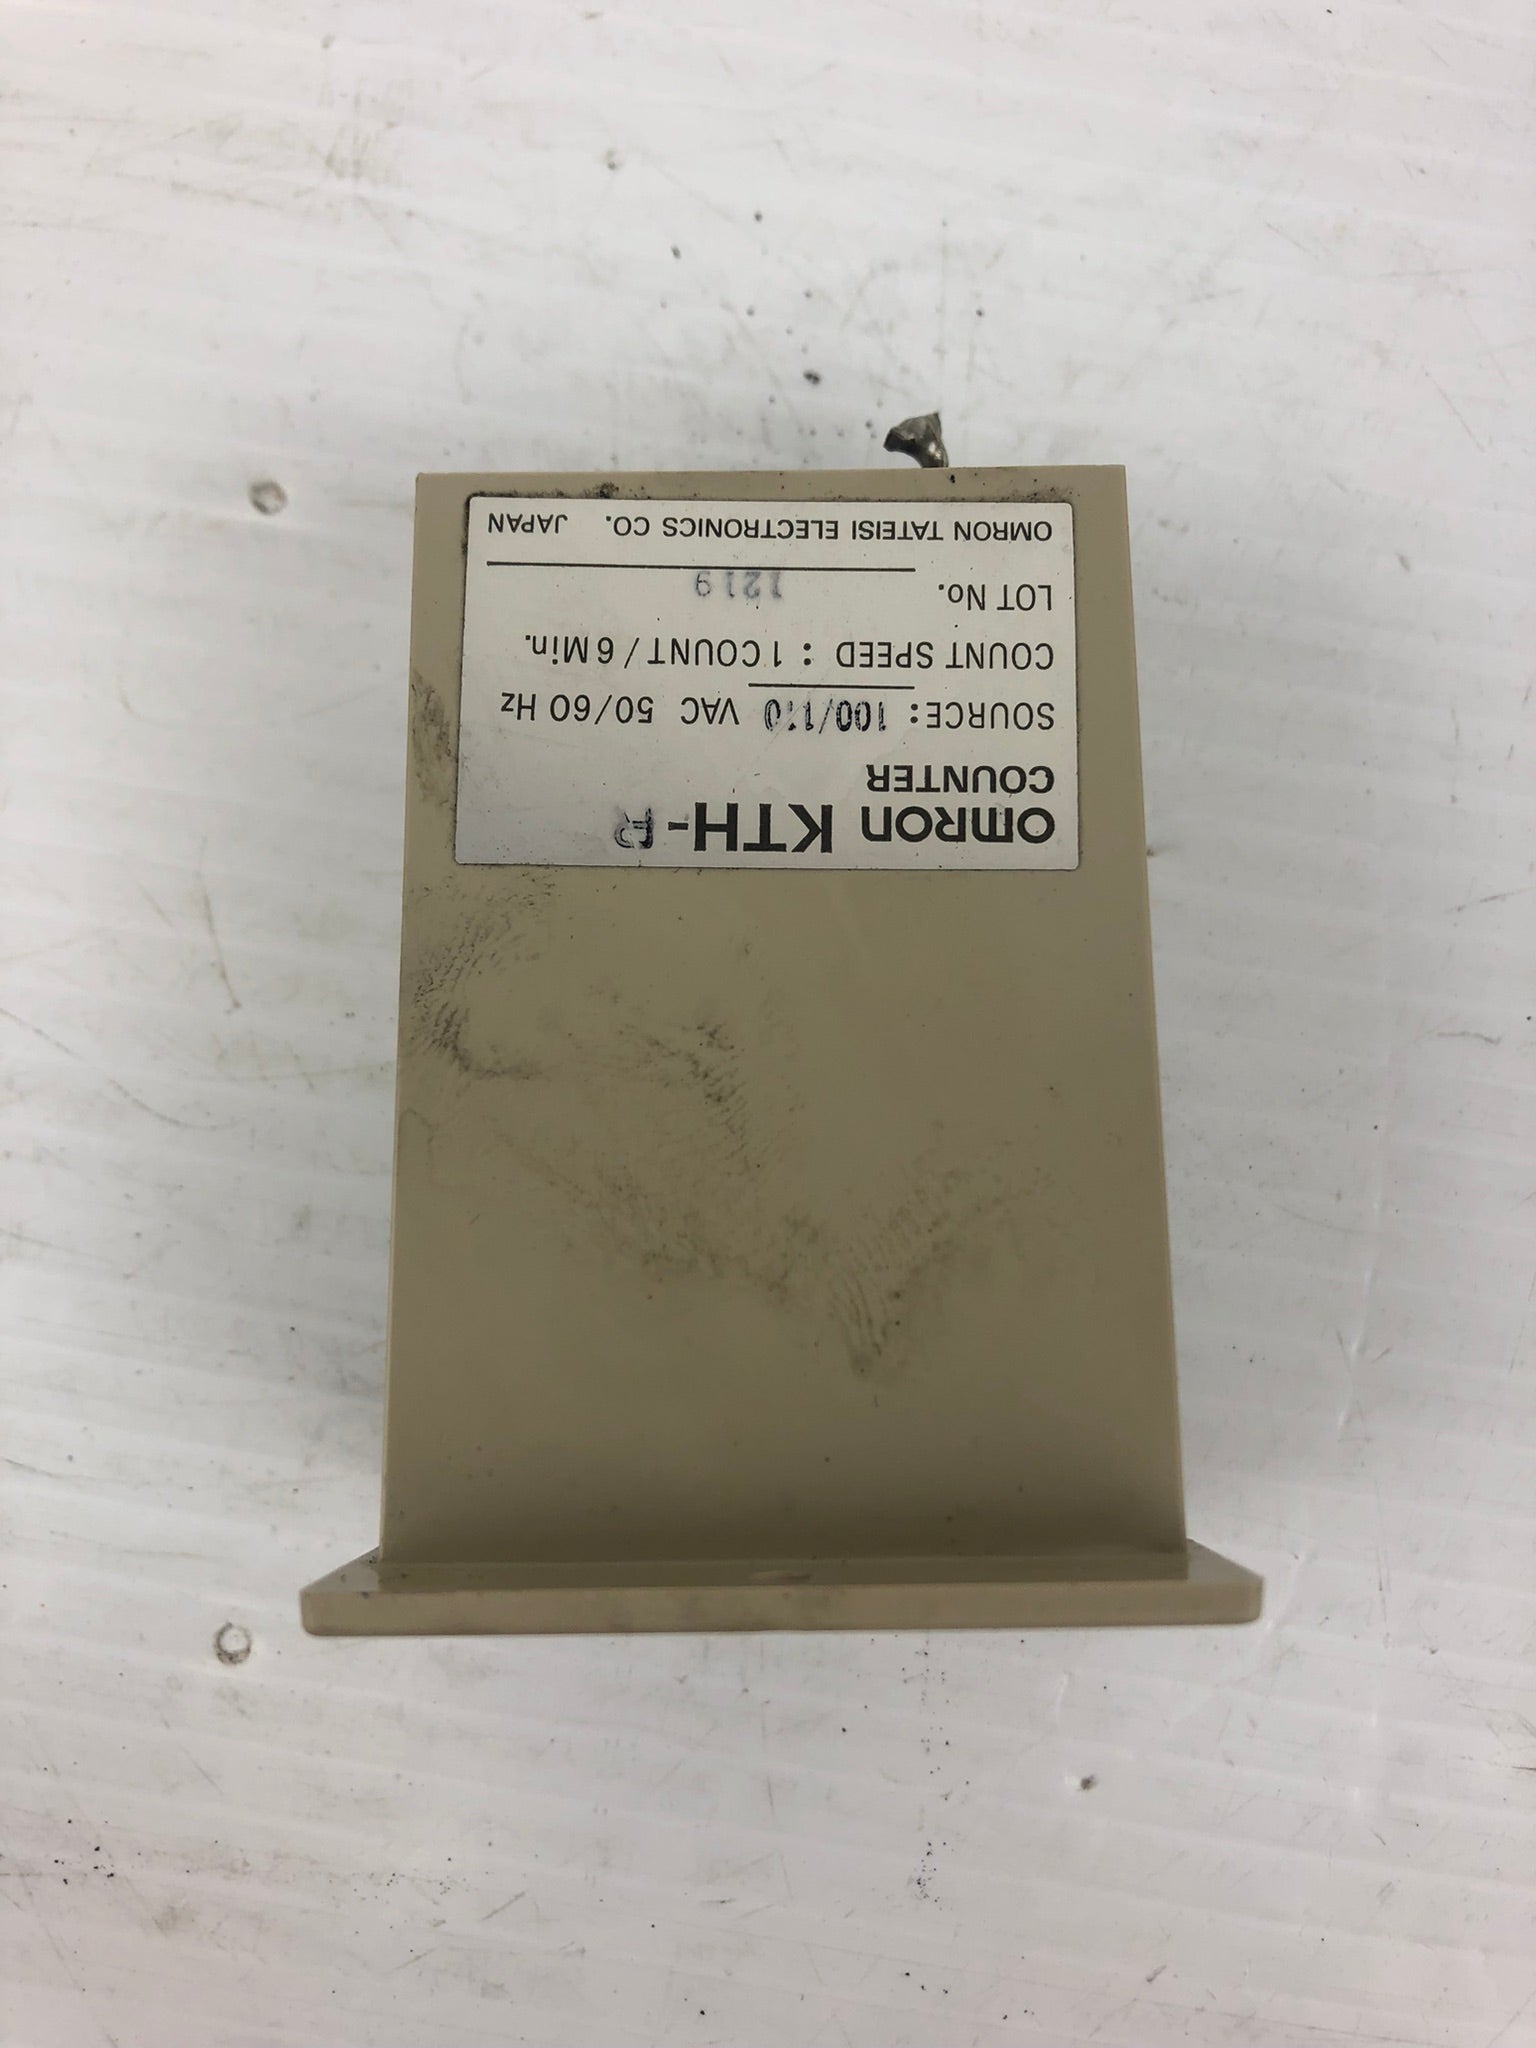 OMRON KTH-R
COUNTER
SOURCE: 100/110 VAC 50/60 Hz
COUNT SPEED: 1 COUNT / 6 Min.
LOT No. 1219
OMRON TATEISI ELECTRONICS CO. JAPAN